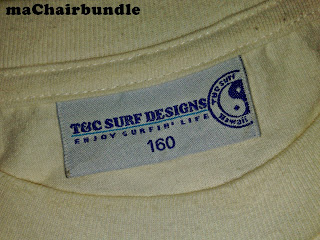 maChairbundle
T&C SURF DESIGNS
ENJOY SURFIN' LIFE
160
T&C SURF
Hawaii